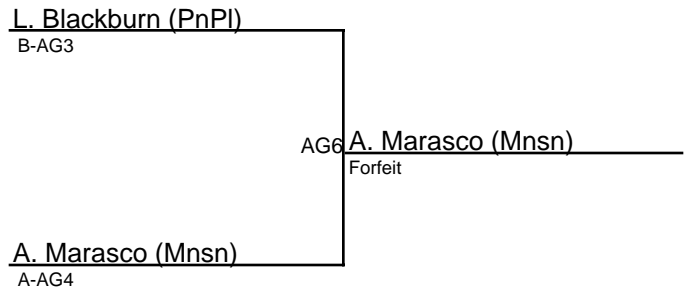 L. Blackburn (PnPl)
B-AG3
AG6
A. Marasco (Mnsn)
Forfeit
A. Marasco (Mnsn)
A-AG4